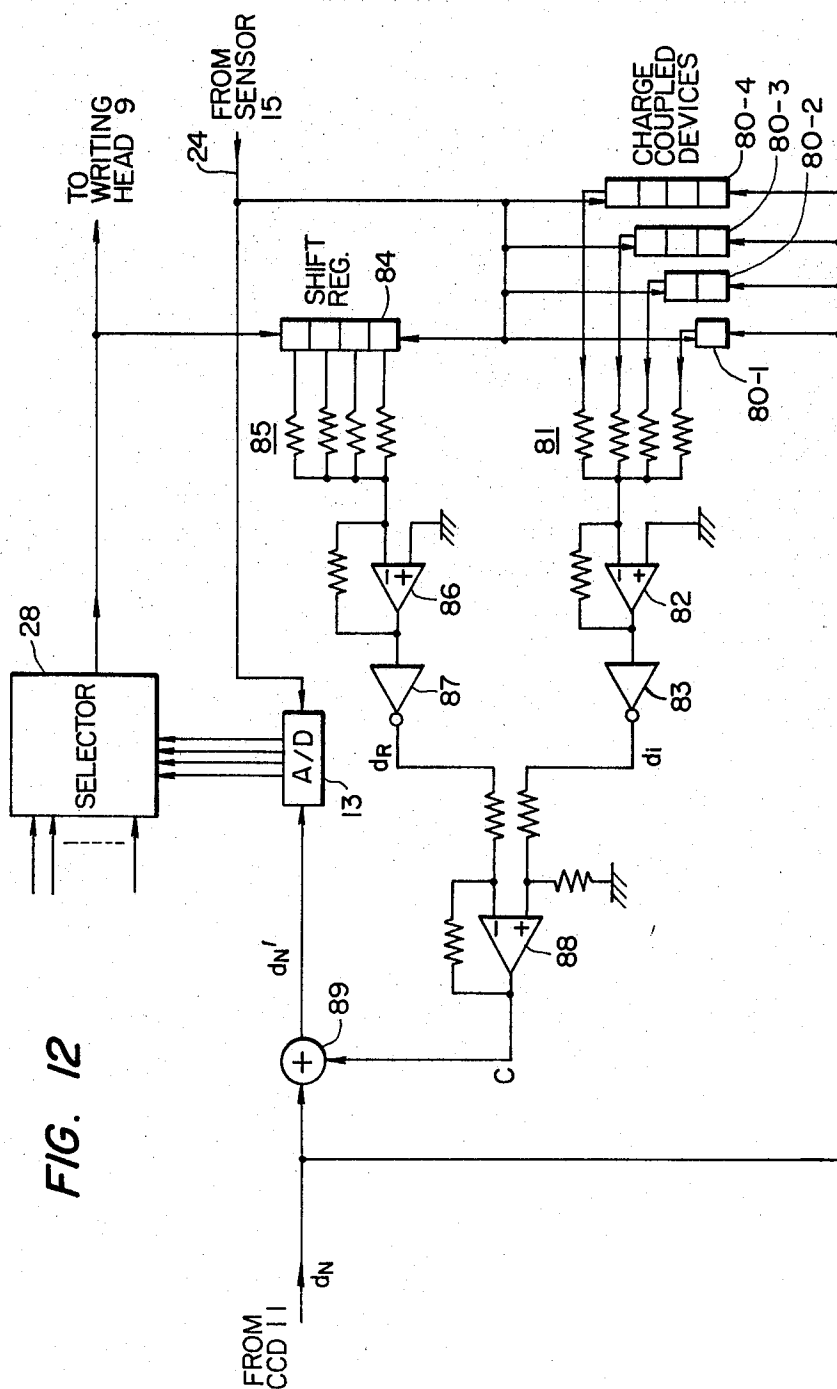 FIG. 12
FROM
CCD 11
dN
89
+
dN'
C
28
SELECTOR
A/D
13
TO
WRITING
HEAD 9
24
FROM
SENSOR
15
SHIFT
REG.
84
85
−
+
86
87
dR
−
+
88
CHARGE
COUPLED
DEVICES
80-4
80-3
80-2
80-1
81
−
+
82
83
di